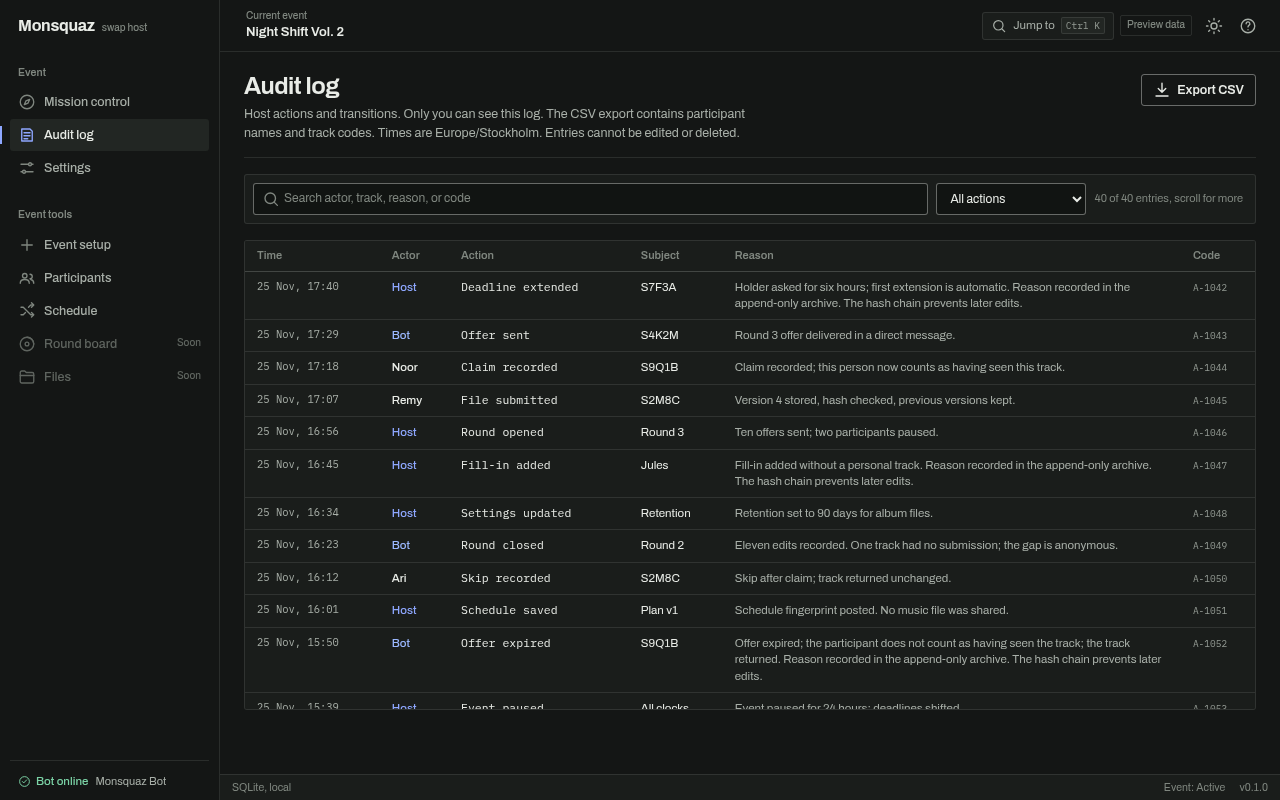 Monsquaz swap host
Current event
Night Shift Vol. 2
Jump to Ctrl K
Preview data
Event
Mission control
Audit log
Settings
Event tools
Event setup
Participants
Schedule
Round board Soon
Files Soon
Bot online Monsquaz Bot
Audit log
Host actions and transitions. Only you can see this log. The CSV export contains participant
names and track codes. Times are Europe/Stockholm. Entries cannot be edited or deleted.
Export CSV
Search actor, track, reason, or code
All actions
40 of 40 entries, scroll for more
Time Actor Action Subject Reason Code
25 Nov, 17:40 Host Deadline extended S7F3A Holder asked for six hours; first extension is automatic. Reason recorded in the A-1042
append-only archive. The hash chain prevents later edits.
25 Nov, 17:29 Bot Offer sent S4K2M Round 3 offer delivered in a direct message. A-1043
25 Nov, 17:18 Noor Claim recorded S9Q1B Claim recorded; this person now counts as having seen this track. A-1044
25 Nov, 17:07 Remy File submitted S2M8C Version 4 stored, hash checked, previous versions kept. A-1045
25 Nov, 16:56 Host Round opened Round 3 Ten offers sent; two participants paused. A-1046
25 Nov, 16:45 Host Fill-in added Jules Fill-in added without a personal track. Reason recorded in the append-only archive. A-1047
The hash chain prevents later edits.
25 Nov, 16:34 Host Settings updated Retention Retention set to 90 days for album files. A-1048
25 Nov, 16:23 Bot Round closed Round 2 Eleven edits recorded. One track had no submission; the gap is anonymous. A-1049
25 Nov, 16:12 Ari Skip recorded S2M8C Skip after claim; track returned unchanged. A-1050
25 Nov, 16:01 Host Schedule saved Plan v1 Schedule fingerprint posted. No music file was shared. A-1051
25 Nov, 15:50 Bot Offer expired S9Q1B Offer expired; the participant does not count as having seen the track; the track A-1052
returned. Reason recorded in the append-only archive. The hash chain prevents later
edits.
25 Nov, 15:39 Host Event paused All clocks Event paused for 24 hours; deadlines shifted. A-1053
SQLite, local
Event: Active v0.1.0